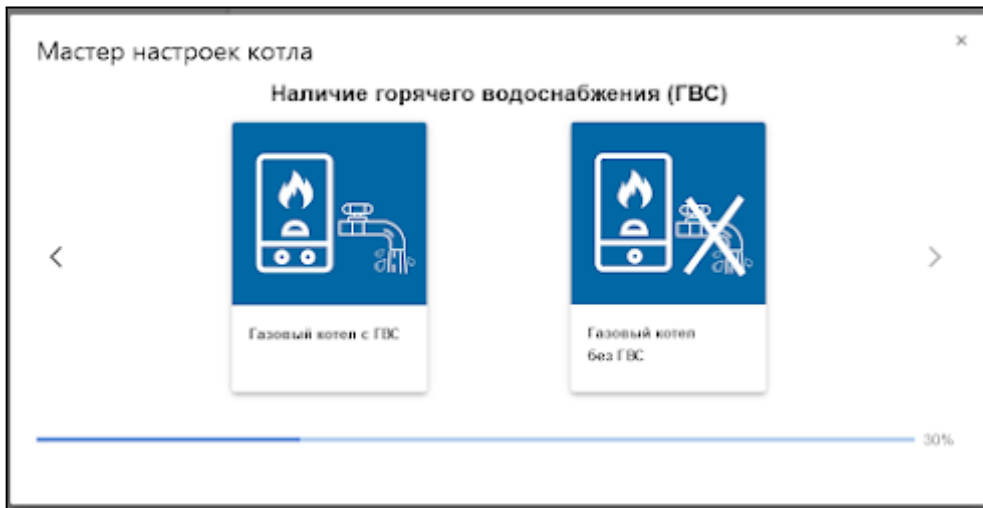 Мастер настроек котла
×
Наличие горячего водоснабжения (ГВС)
Газовый котел с ГВС
Газовый котел
без ГВС
30%